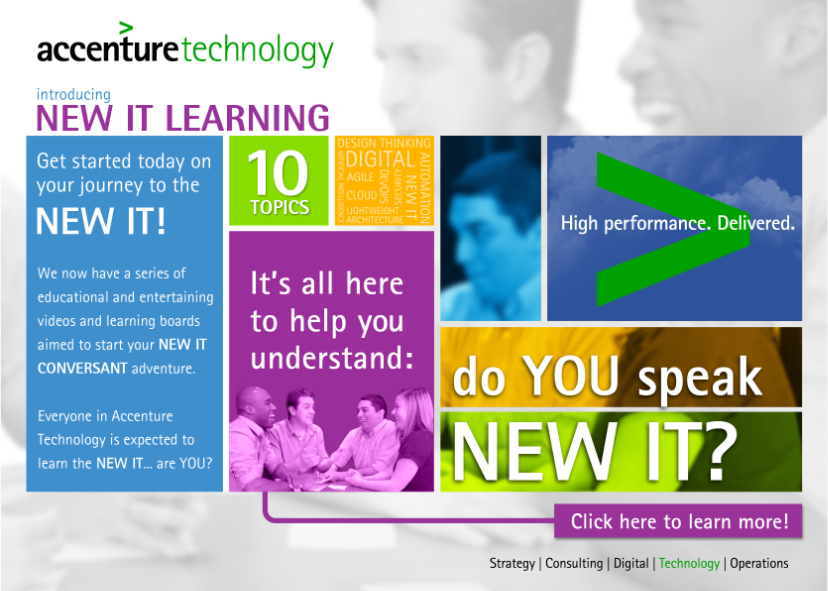 accenturetechnology
introducing
NEW IT LEARNING
Get started today on
your journey to the
NEW IT!
We now have a series of
educational and entertaining
videos and learning boards
aimed to start your NEW IT
CONVERSANT adventure.
Everyone in Accenture
Technology is expected to
learn the NEW IT... are YOU?
10
TOPICS
DESIGN THINKING
DIGITAL
AGILE
CLOUD
LIGHTWEIGHT
ARCHITECTURE
ARTIFICIAL INTELLIGENCE
DEVOPS
SECURITY
NEW IT
AUTOMATION
It's all here
to help you
understand:
High performance. Delivered.
do YOU speak
NEW IT?
Click here to learn more!
Strategy | Consulting | Digital | Technology | Operations